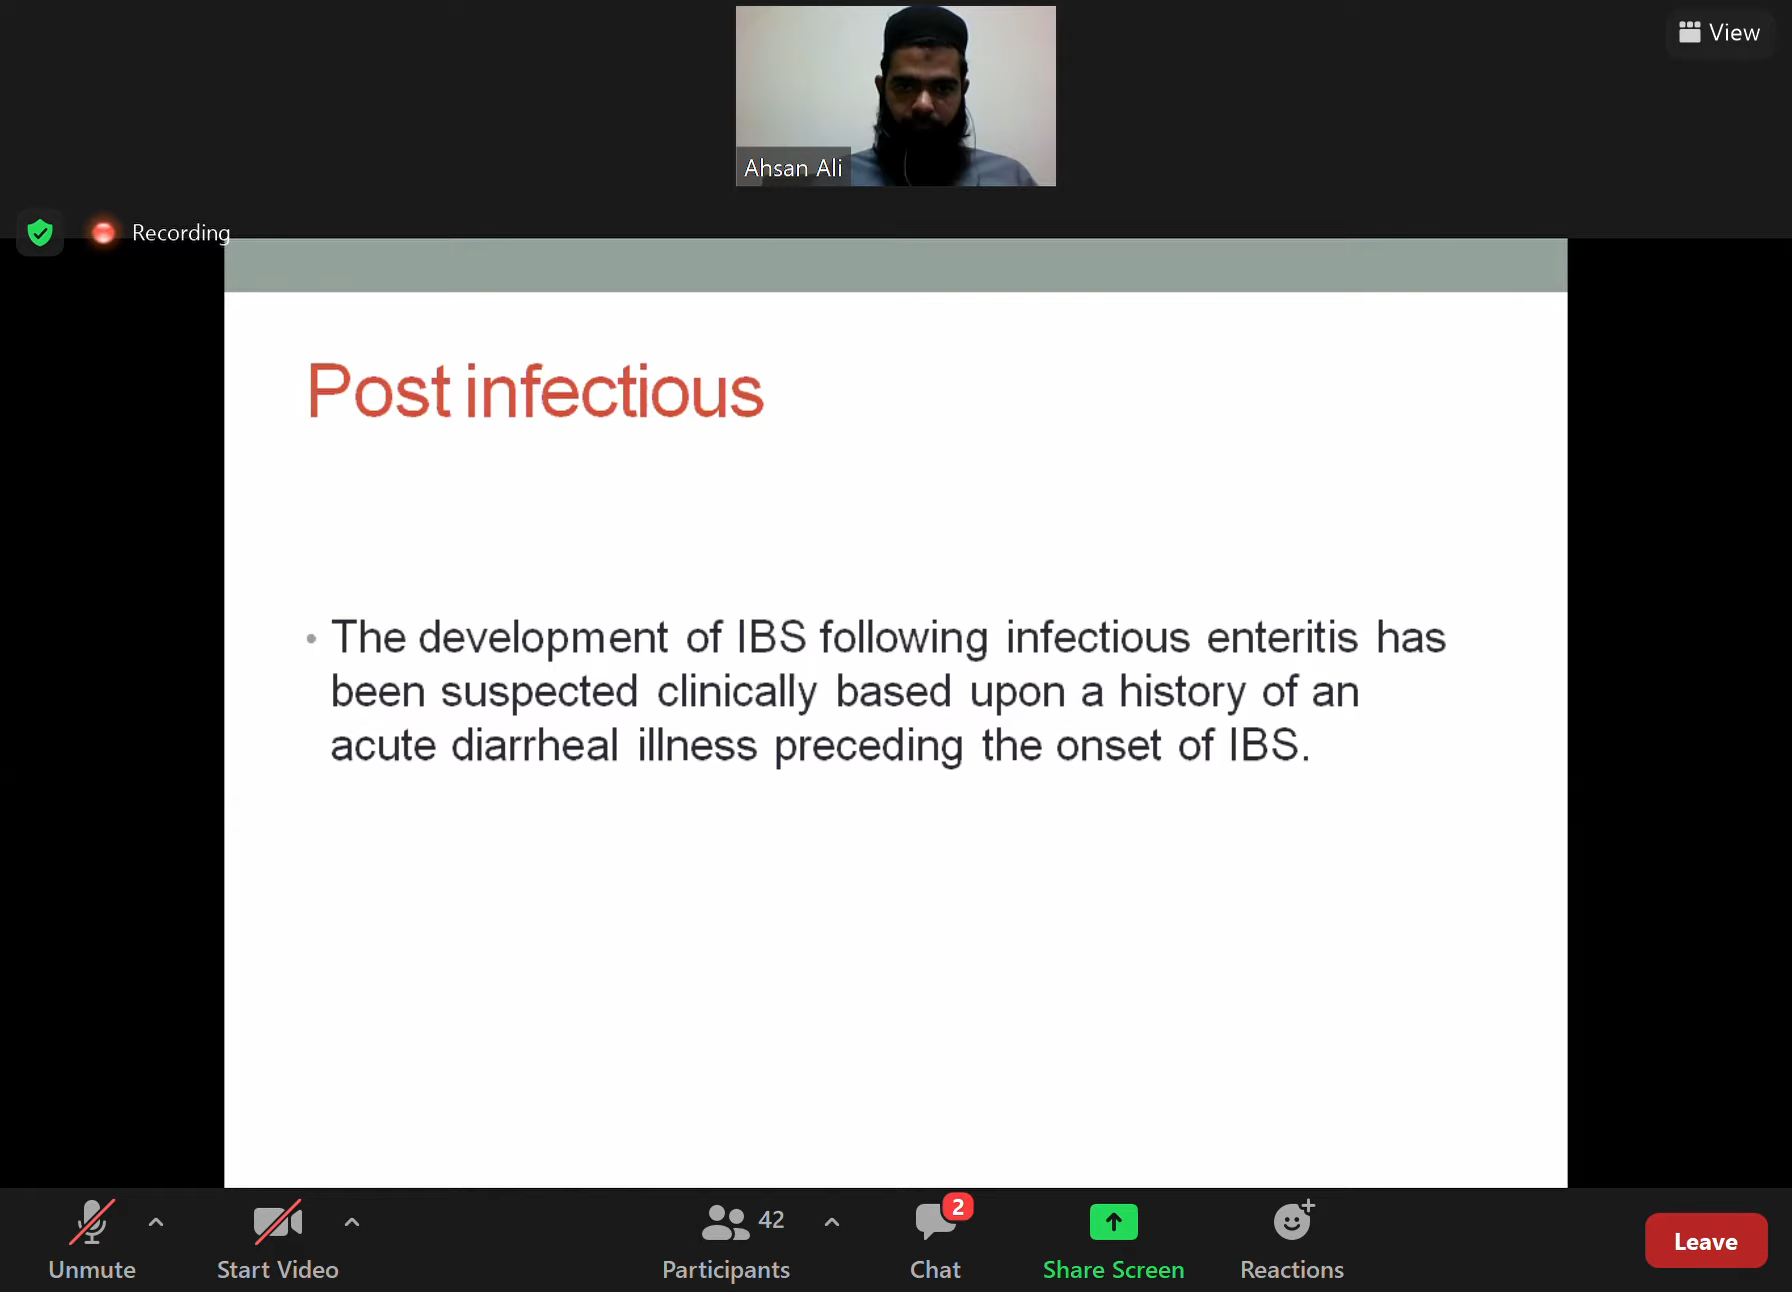 View
Ahsan Ali
Recording
Post infectious
• The development of IBS following infectious enteritis has
been suspected clinically based upon a history of an
acute diarrheal illness preceding the onset of IBS.
42
2
Unmute
Start Video
Participants
Chat
Share Screen
Reactions
Leave